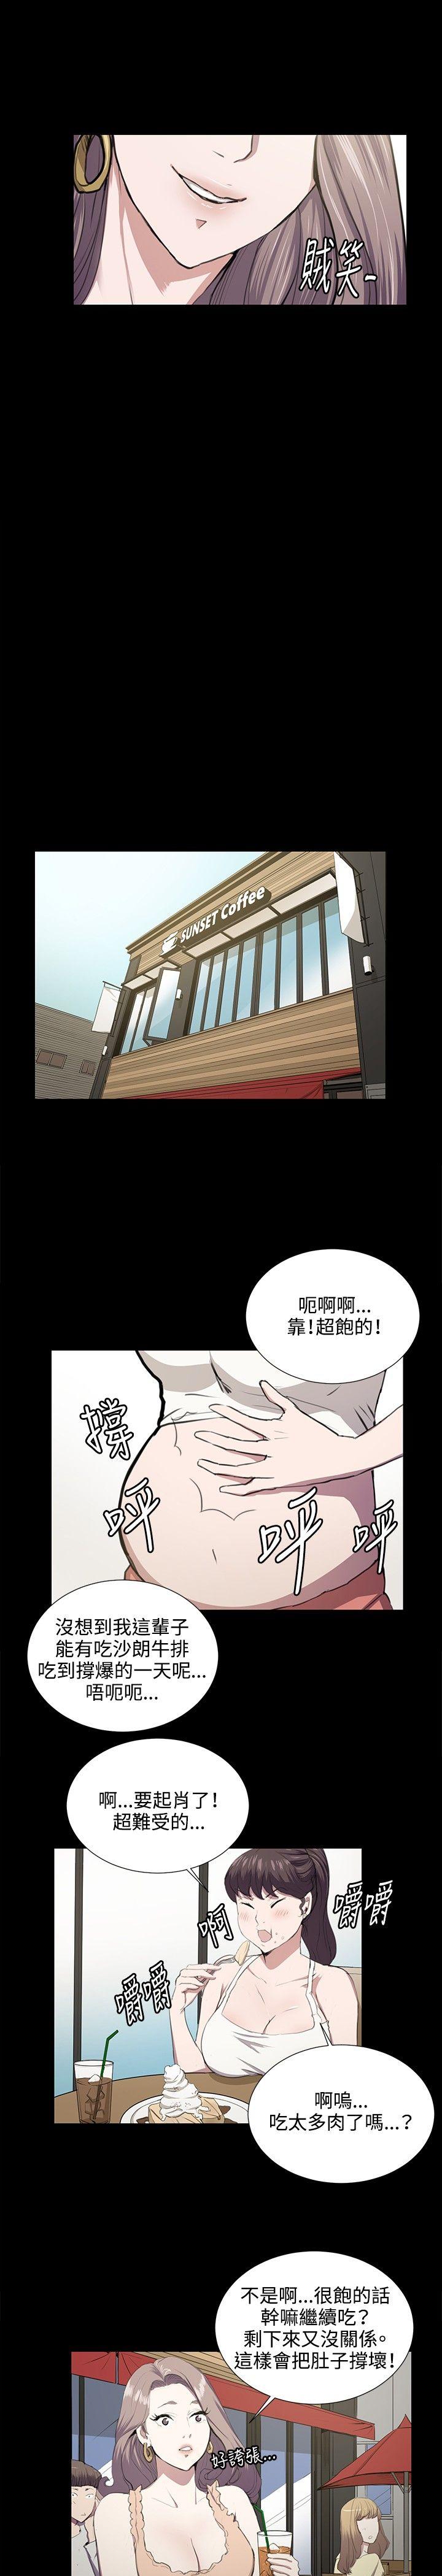 賊笑-
SUNSET Coffee
呃啊啊...
靠!超飽的!
撐
呼
呼
呼
沒想到我這輩子
能有吃沙朗牛排
吃到撐爆的一天呢...
唔呃呃...
啊...要起肖了!
超難受的...
啊
嚼嚼
嚼嚼
啊嗚...
吃太多肉了嗎...?
不是啊...很飽的話
幹嘛繼續吃?
剩下來又沒關係。
這樣會把肚子撐壞!
好誇張...